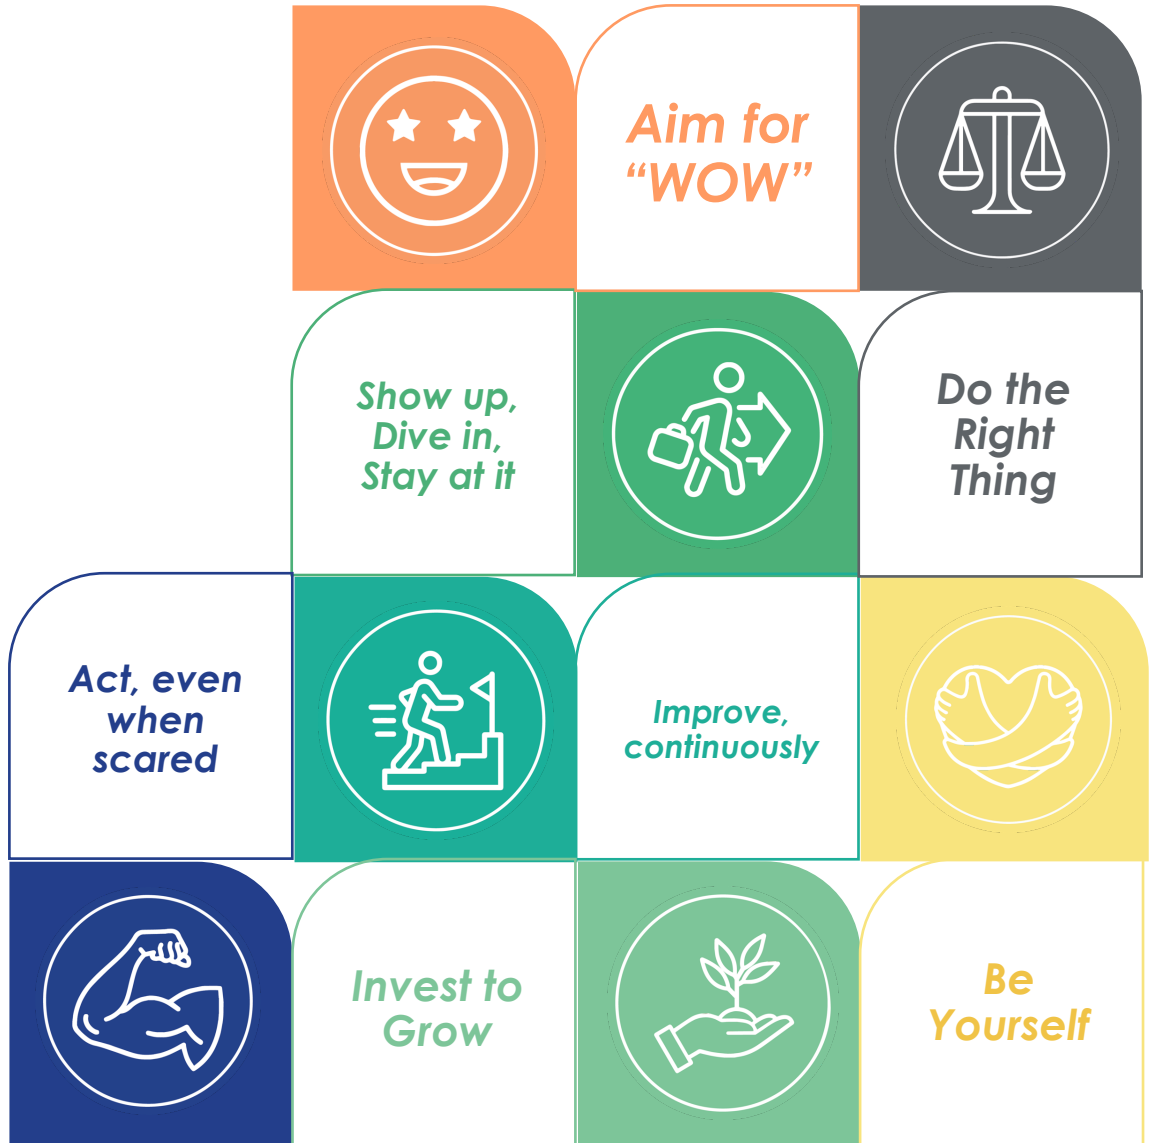 Aim for
“WOW”
Show up,
Dive in,
Stay at it
Do the
Right
Thing
Act, even
when
scared
Improve,
continuously
Invest to
Grow
Be
Yourself